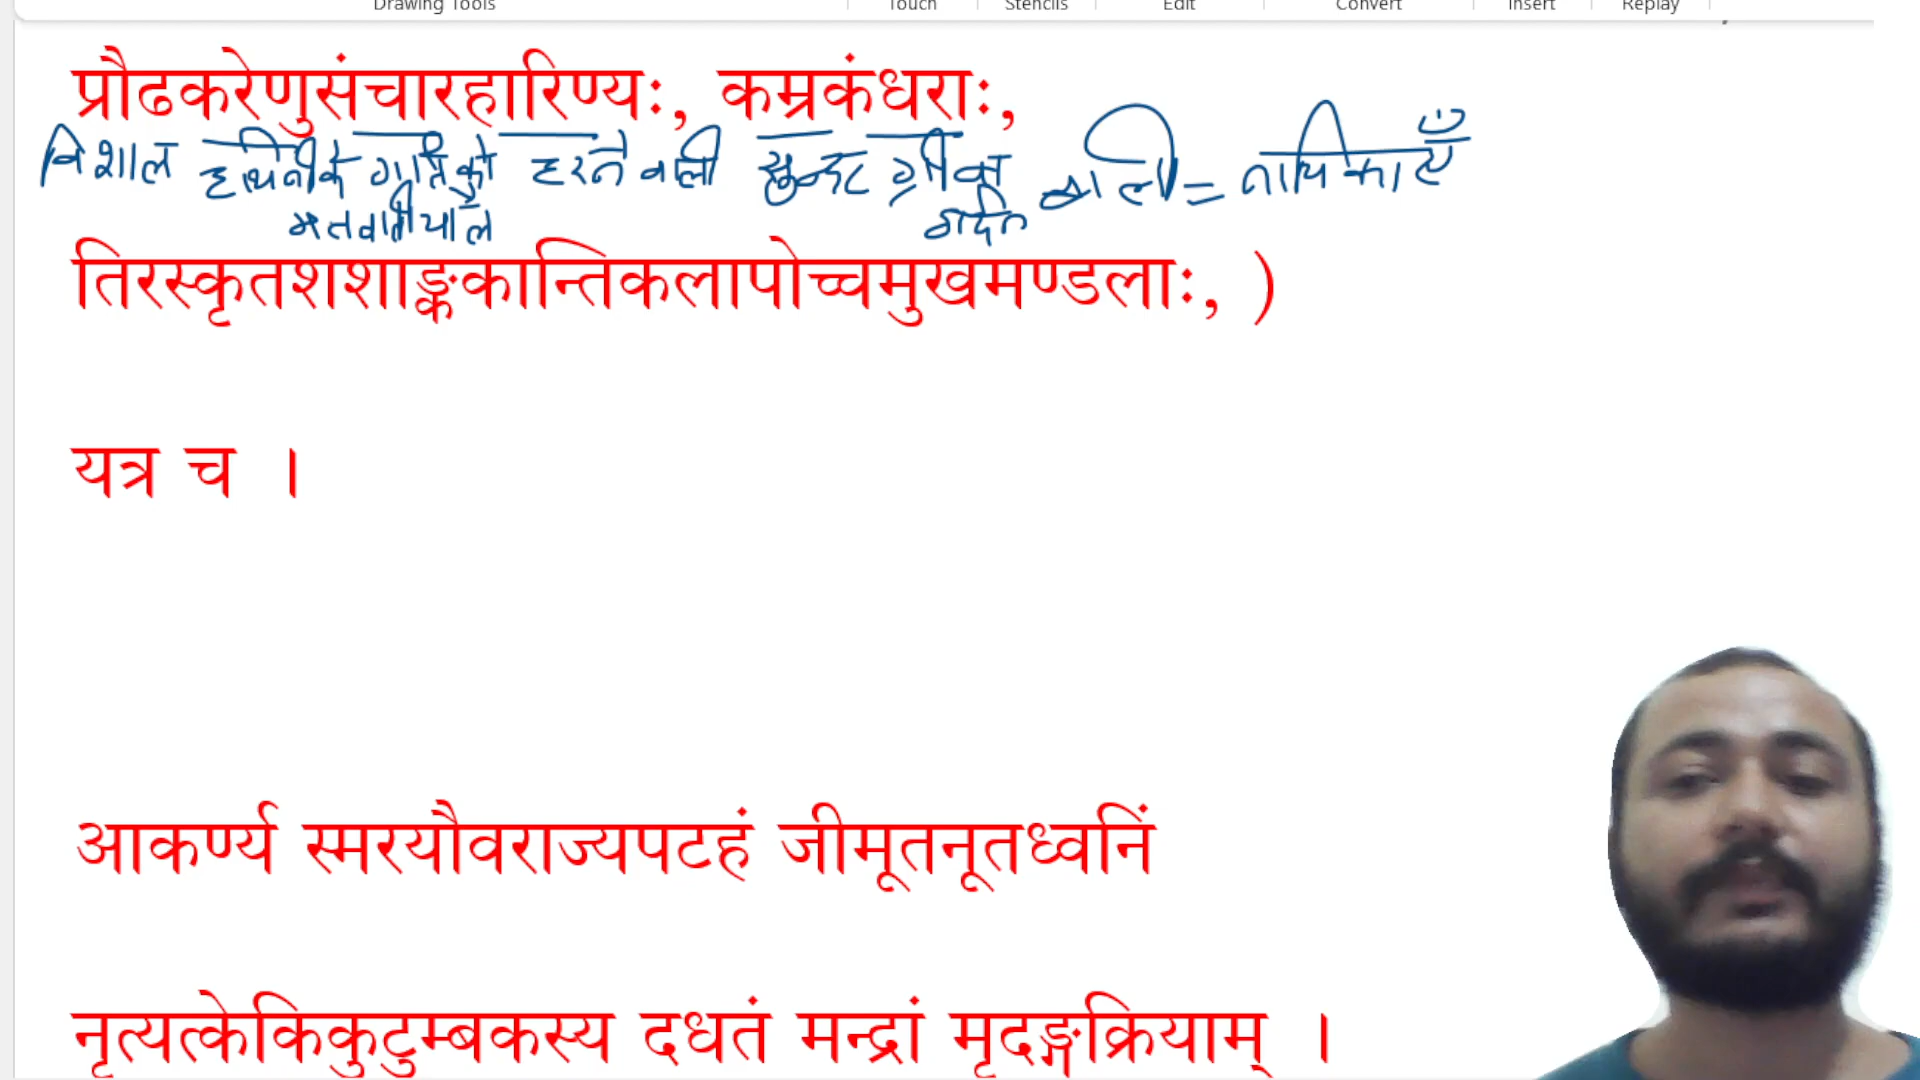 Drawing Tools Touch Stencils Edit Convert Insert Replay
प्रौढकरेणुसंचारहारिण्यः, कम्रकंधराः,
विशाल हथिनी के गति को हरने वाली सुन्दर ग्रीवा वाली = नायिकाएँ
मतवाली चाल गर्दन
तिरस्कृतशशाङ्ककान्तिकलापोच्चमुखमण्डलाः, )
यत्र च ।
आकर्ण्य स्मरयौवराज्यपटहं जीमूतनूतध्वनिं
नृत्यत्केकिकुटुम्बकस्य दधतं मन्द्रां मृदङ्गक्रियाम् ।